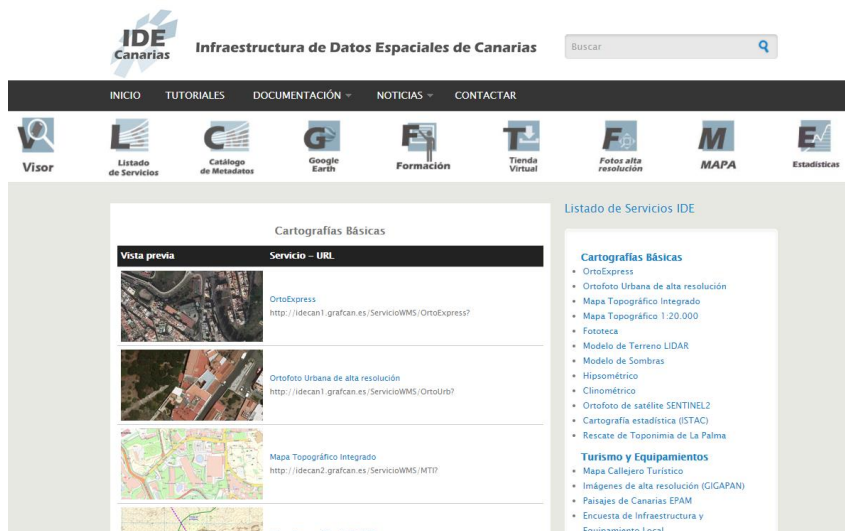 IDE
Canarias
Infraestructura de Datos Espaciales de Canarias
Buscar
INICIO TUTORIALES DOCUMENTACIÓN NOTICIAS CONTACTAR
V L C G F T F M E
Visor
Listado
de Servicios
Catálogo
de Metadatos
Google
Earth
Formación
Tienda
Virtual
Fotos alta
resolución
MAPA
Estadísticas
Cartografías Básicas
Vista previa Servicio – URL
OrtoExpress
http://idecan1.grafcan.es/ServicioWMS/OrtoExpress?
Ortofoto Urbana de alta resolución
http://idecan1.grafcan.es/ServicioWMS/OrtoUrb?
Mapa Topográfico Integrado
http://idecan2.grafcan.es/ServicioWMS/MTI?
Listado de Servicios IDE
Cartografías Básicas
OrtoExpress
Ortofoto Urbana de alta resolución
Mapa Topográfico Integrado
Mapa Topográfico 1:20.000
Fototeca
Modelo de Terreno LIDAR
Modelo de Sombras
Hipsométrico
Clinométrico
Ortofoto de satélite SENTINEL2
Cartografía estadística (ISTAC)
Rescate de Toponimia de La Palma
Turismo y Equipamientos
Mapa Callejero Turístico
Imágenes de alta resolución (GIGAPAN)
Paisajes de Canarias EPAM
Encuesta de Infraestructura y
Equipamiento Local